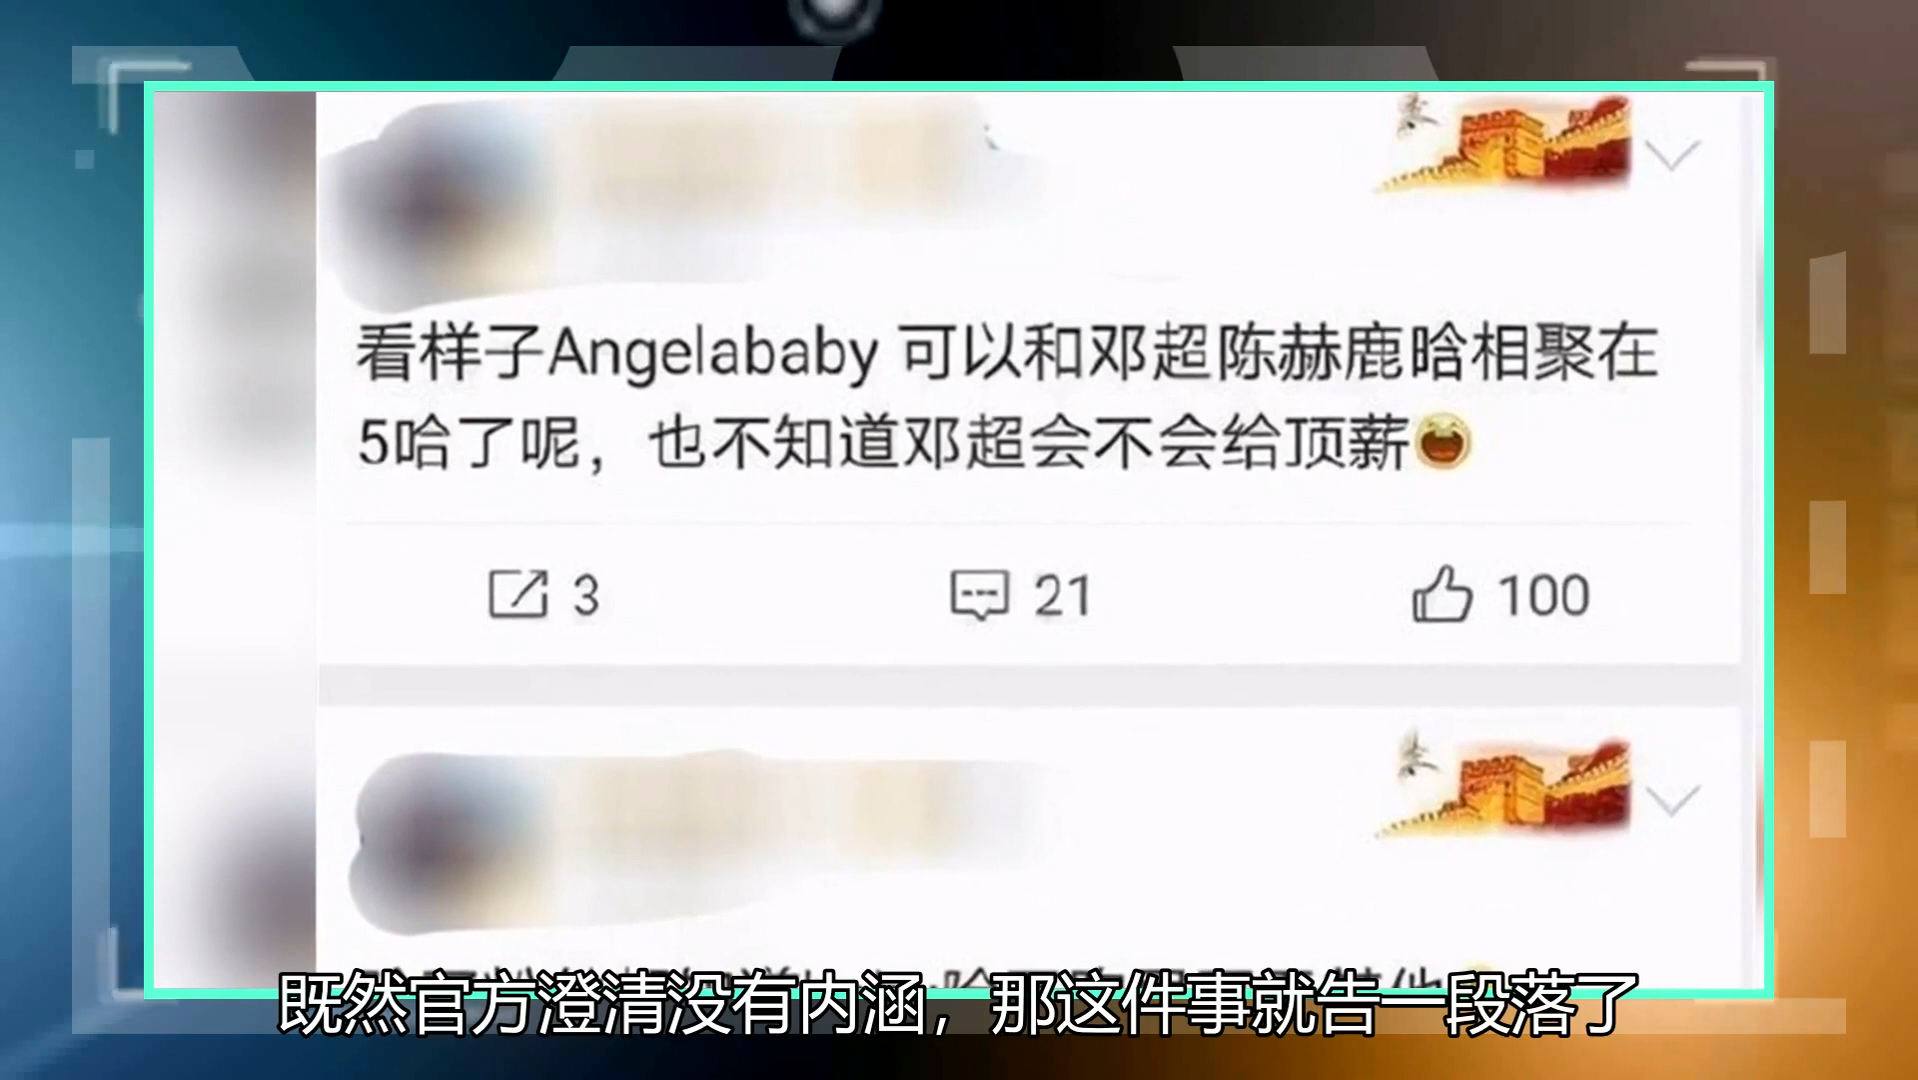 看样子Angelababy 可以和邓超陈赫鹿晗相聚在
5哈了呢，也不知道邓超会不会给顶薪
3
21
100
既然官方澄清没有内涵，那这件事就告一段落了